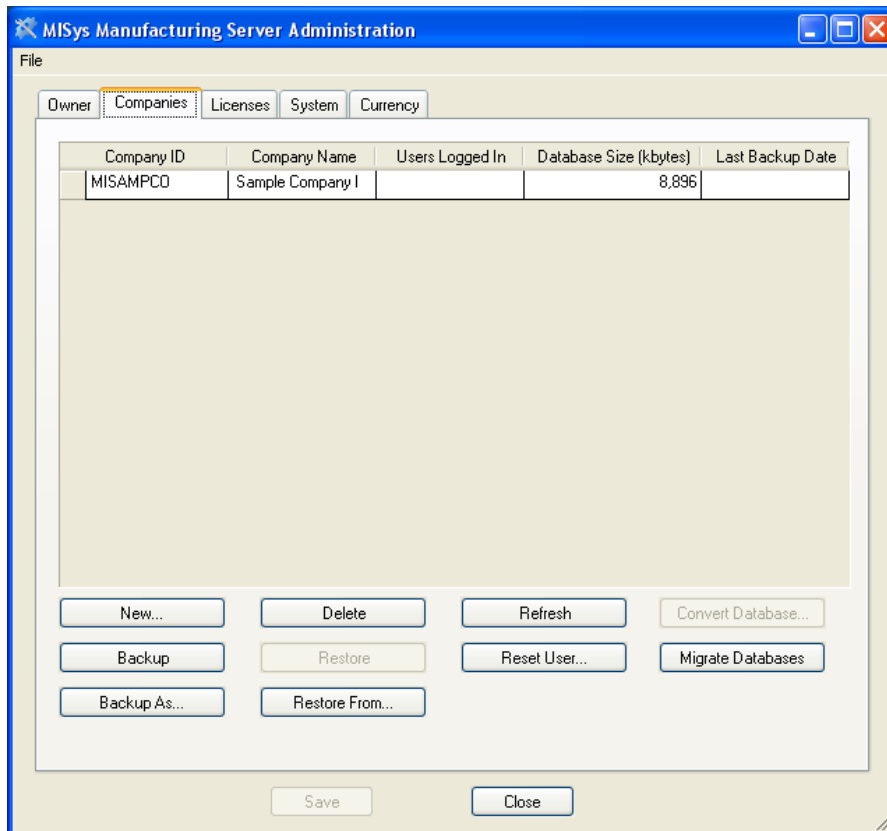 MISys Manufacturing Server Administration
File
Owner Companies Licenses System Currency
Company ID Company Name Users Logged In Database Size (kbytes) Last Backup Date
MISAMPCO Sample Company I 8,896
New... Delete Refresh Convert Database...
Backup Restore Reset User... Migrate Databases
Backup As... Restore From...
Save Close